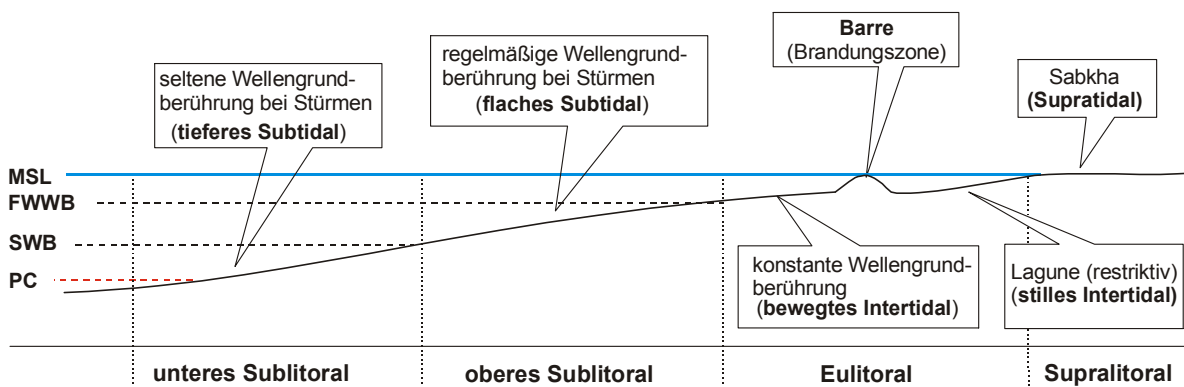 seltene Wellengrund-
berührung bei Stürmen
(tieferes Subtidal)
regelmäßige Wellengrund-
berührung bei Stürmen
(flaches Subtidal)
Barre
(Brandungszone)
Sabkha
(Supratidal)
MSL
FWWB
SWB
PC
konstante Wellengrund-
berührung
(bewegtes Intertidal)
Lagune (restriktiv)
(stilles Intertidal)
unteres Sublitoral
oberes Sublitoral
Eulitoral
Supralitoral